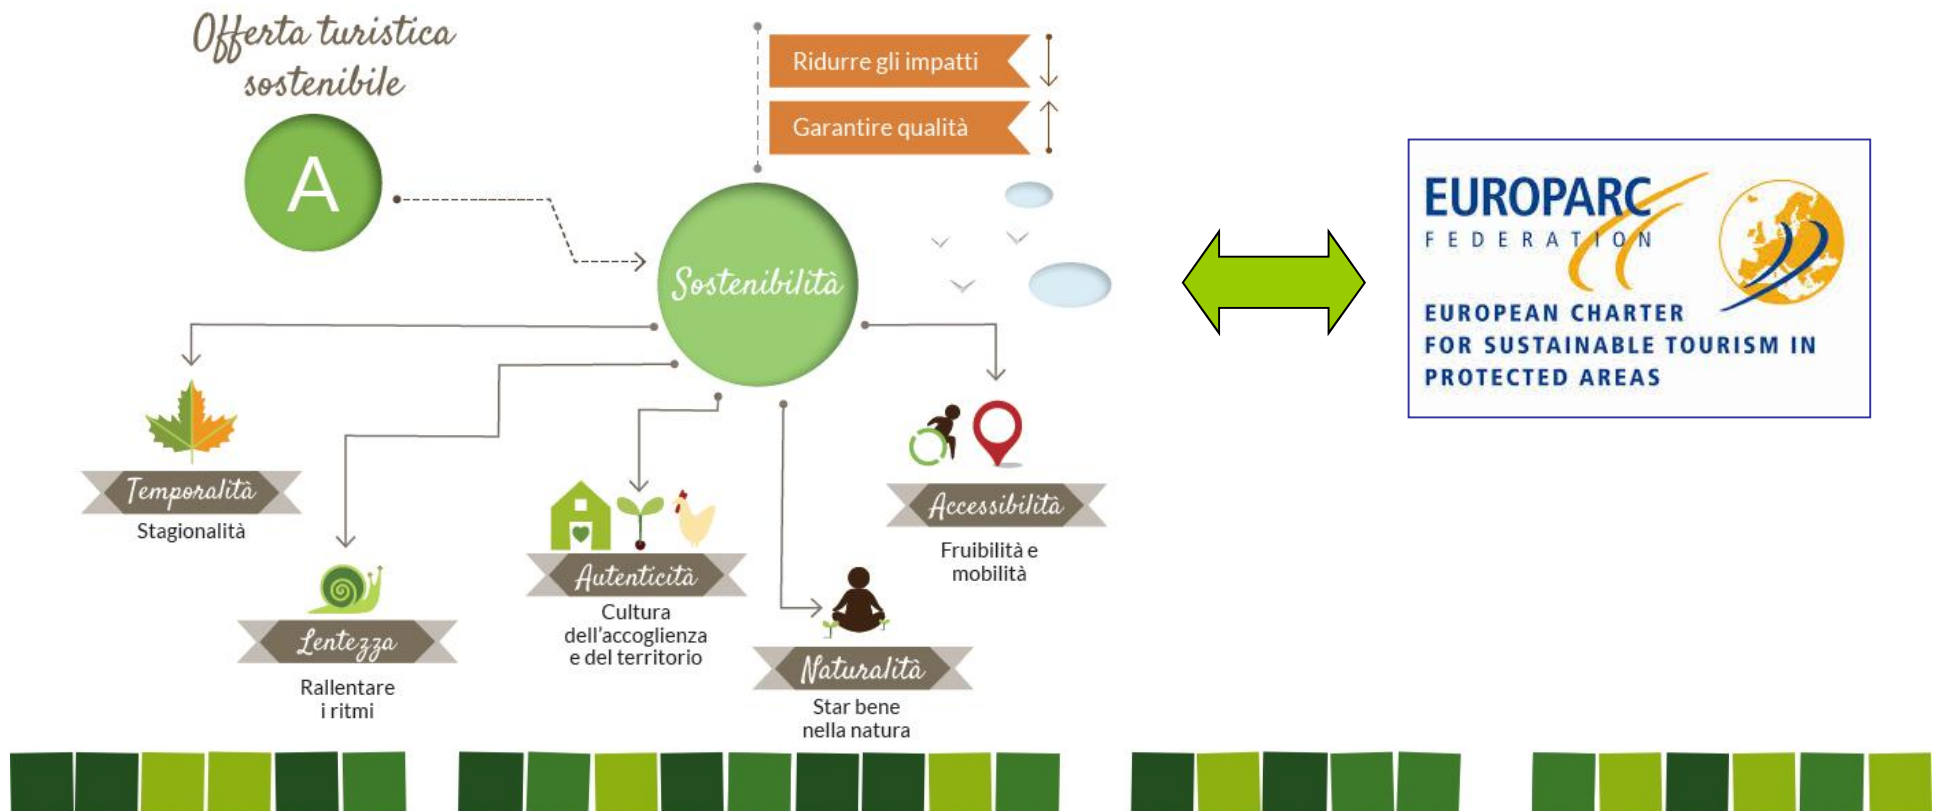 Offerta turistica
sostenibile
A
Ridurre gli impatti
Garantire qualità
Sostenibilità
Temporalità
Stagionalità
Lentezza
Rallentare
i ritmi
Autenticità
Cultura
dell'accoglienza
e del territorio
Naturalità
Star bene
nella natura
Accessibilità
Fruibilità e
mobilità
EUROPARC
FEDERATION
EUROPEAN CHARTER
FOR SUSTAINABLE TOURISM IN
PROTECTED AREAS